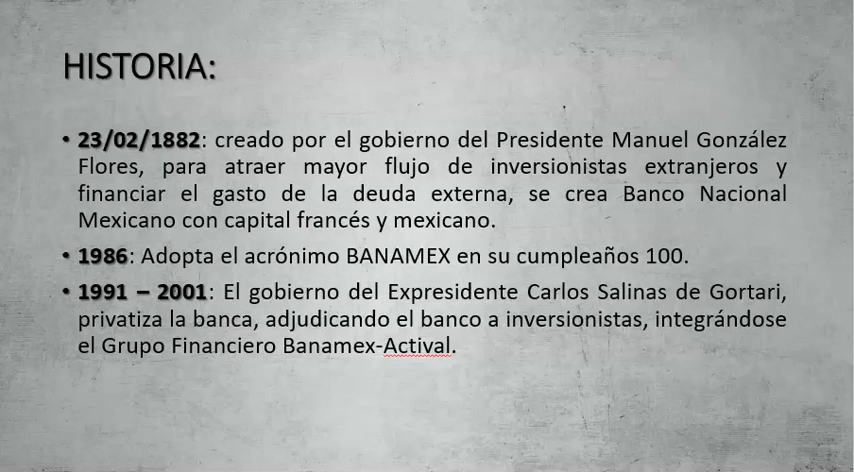 HISTORIA:
• 23/02/1882: creado por el gobierno del Presidente Manuel González
Flores, para atraer mayor flujo de inversionistas extranjeros y
financiar el gasto de la deuda externa, se crea Banco Nacional
Mexicano con capital francés y mexicano.
• 1986: Adopta el acrónimo BANAMEX en su cumpleaños 100.
• 1991 – 2001: El gobierno del Expresidente Carlos Salinas de Gortari,
privatiza la banca, adjudicando el banco a inversionistas, integrándose
el Grupo Financiero Banamex-Actival.